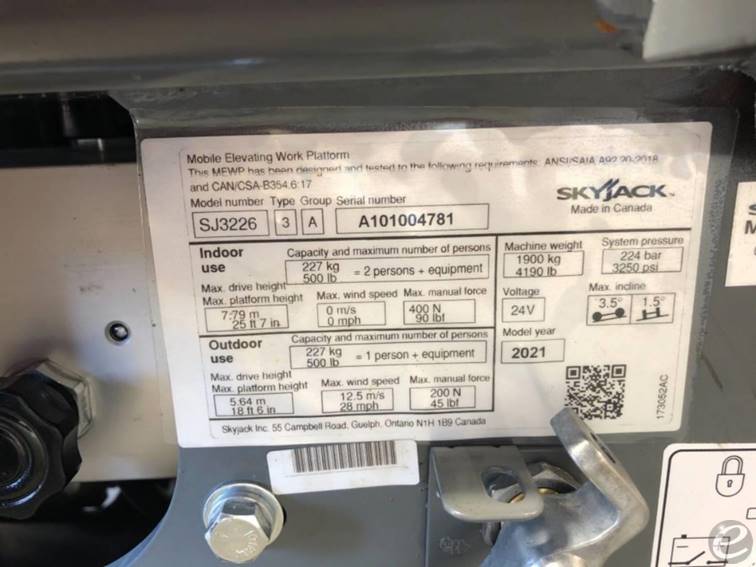 Mobile Elevating Work Platform
This MEWP has been designed and tested to the following requirements: ANSI/SAIA A92.20-2018
and CAN/CSA-B354.6:17
SKYJACK
Made in Canada
Model number Type Group Serial number
SJ3226 3 A A101004781
Indoor use
Capacity and maximum number of persons
227 kg
500 lb = 2 persons + equipment
Max. drive height
Max. platform height Max. wind speed Max. manual force
7.79 m 0 m/s 400 N
25 ft 7 in 0 mph 90 lbf
Outdoor use
Capacity and maximum number of persons
227 kg
500 lb = 1 person + equipment
Max. drive height
Max. platform height Max. wind speed Max. manual force
5.64 m 12.5 m/s 200 N
18 ft 6 in 28 mph 45 lbf
Machine weight System pressure
1900 kg 224 bar
4190 lb 3250 psi
Voltage Max. incline
24V 3.5° 1.5°
Model year
2021
173052AC
Skyjack Inc. 55 Campbell Road, Guelph, Ontario N1H 1B9 Canada